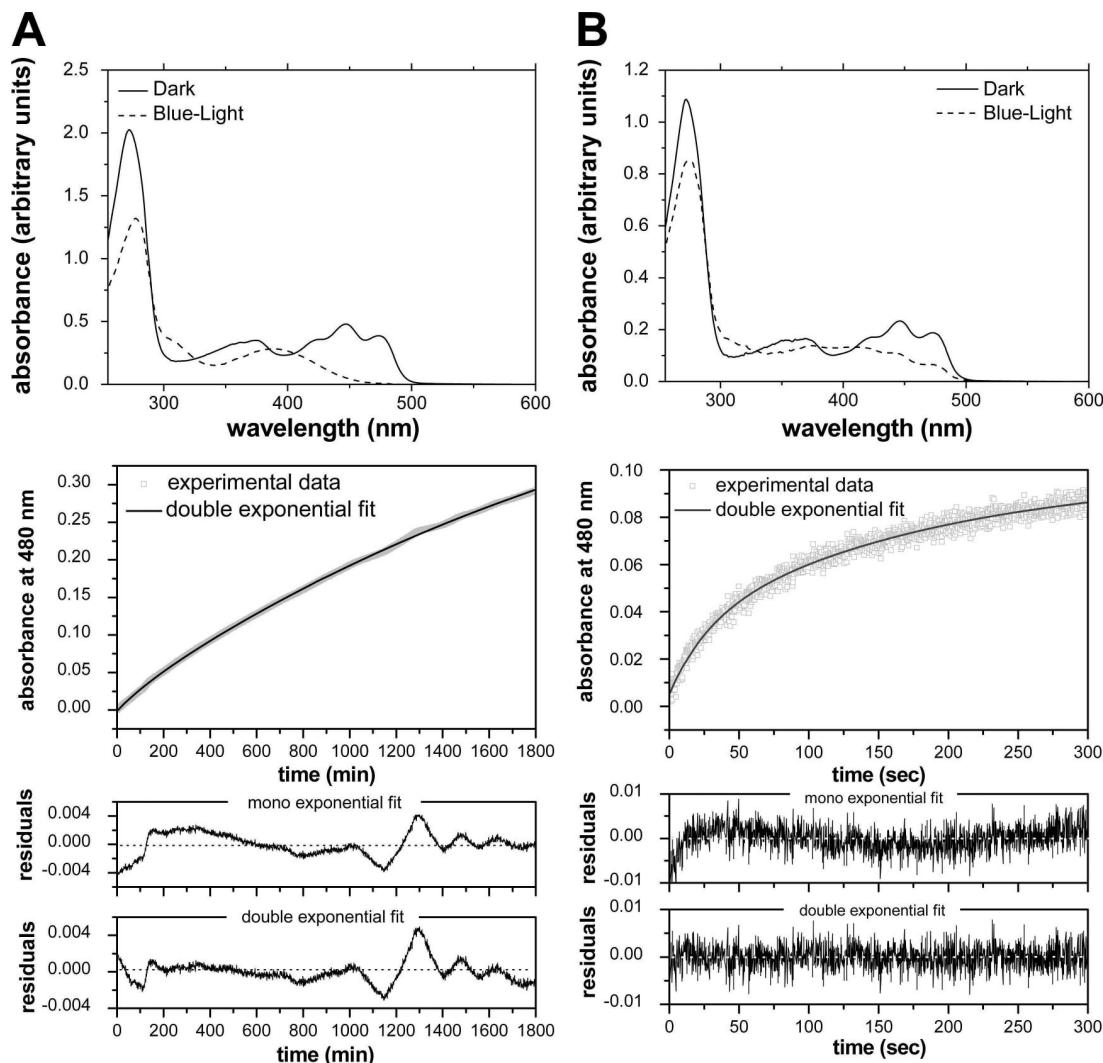 A
2.5
2.0
1.5
1.0
0.5
0.0
absorbance (arbitrary units)
Dark
Blue-Light
300
400
500
600
wavelength (nm)
B
1.2
1.0
0.8
0.6
0.4
0.2
0.0
absorbance (arbitrary units)
Dark
Blue-Light
300
400
500
600
wavelength (nm)
0.30
0.25
0.20
0.15
0.10
0.05
0.00
absorbance at 480 nm
experimental data
double exponential fit
0 200 400 600 800 1000 1200 1400 1600 1800
time (min)
0.10
0.08
0.06
0.04
0.02
0.00
absorbance at 480 nm
experimental data
double exponential fit
0 50 100 150 200 250 300
time (sec)
mono exponential fit
0.004
0.000
-0.004
residuals
double exponential fit
0.004
0.000
-0.004
residuals
0 200 400 600 800 1000 1200 1400 1600 1800
time (min)
mono exponential fit
0.01
0.00
-0.01
residuals
double exponential fit
0.01
0.00
-0.01
residuals
0 50 100 150 200 250 300
time (sec)